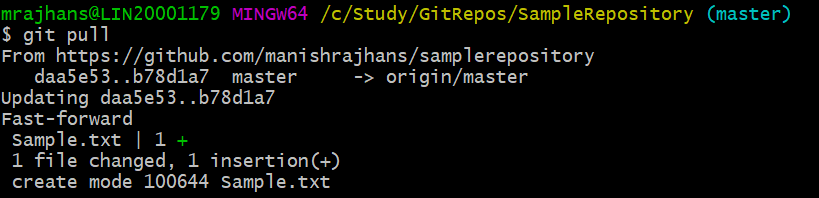 mrajhans@LIN20001179 MINGW64 /c/Study/GitRepos/SampleRepository (master)
$ git pull
From https://github.com/manishrajhans/samplerepository
   daa5e53..b78d1a7  master     -> origin/master
Updating daa5e53..b78d1a7
Fast-forward
 Sample.txt | 1 +
 1 file changed, 1 insertion(+)
 create mode 100644 Sample.txt